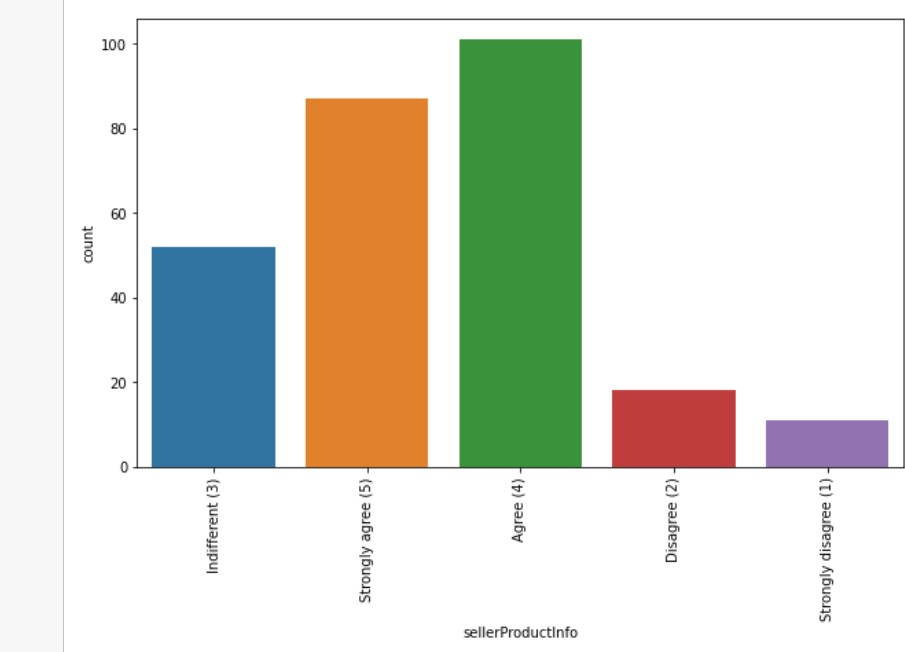 100
80
60
40
20
0
count
Indifferent (3)
Strongly agree (5)
Agree (4)
Disagree (2)
Strongly disagree (1)
sellerProductInfo